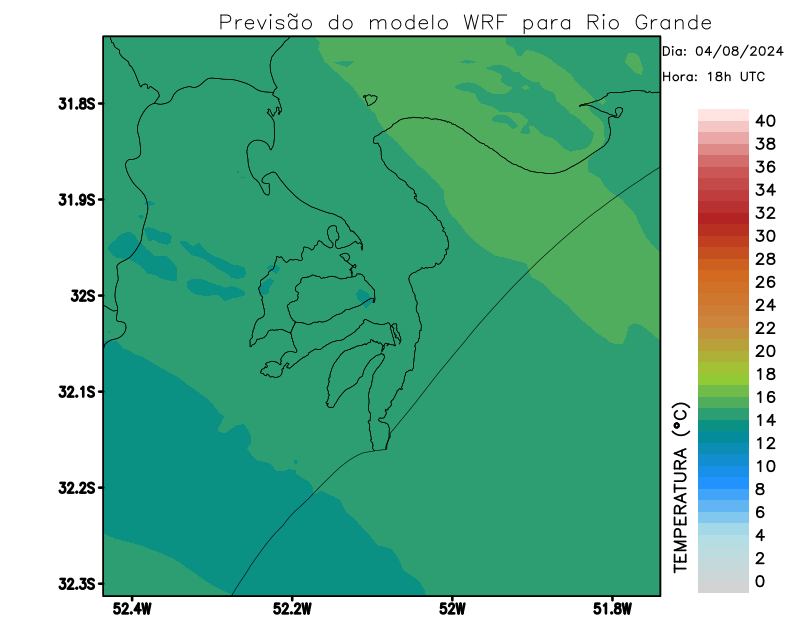 Previsão do modelo WRF para Rio Grande
Dia: 04/08/2024
Hora: 18h UTC
31.8S
31.9S
32S
32.1S
32.2S
32.3S
52.4W
52.2W
52W
51.8W
TEMPERATURA (°C)
40
38
36
34
32
30
28
26
24
22
20
18
16
14
12
10
8
6
4
2
0